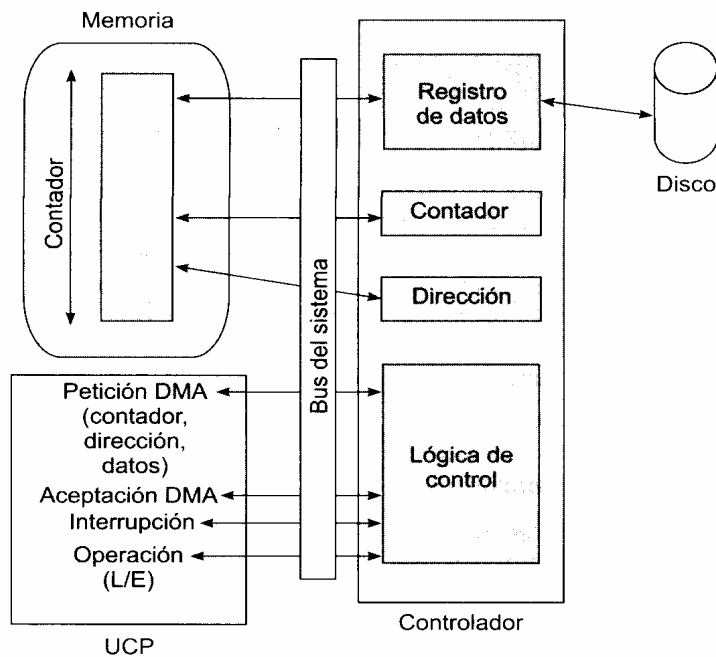 Memoria
Contador
Registro
de datos
Disco
Contador
Dirección
Bus del sistema
Petición DMA
(contador,
dirección,
datos)
Aceptación DMA
Interrupción
Operación
(L/E)
Lógica de
control
UCP
Controlador